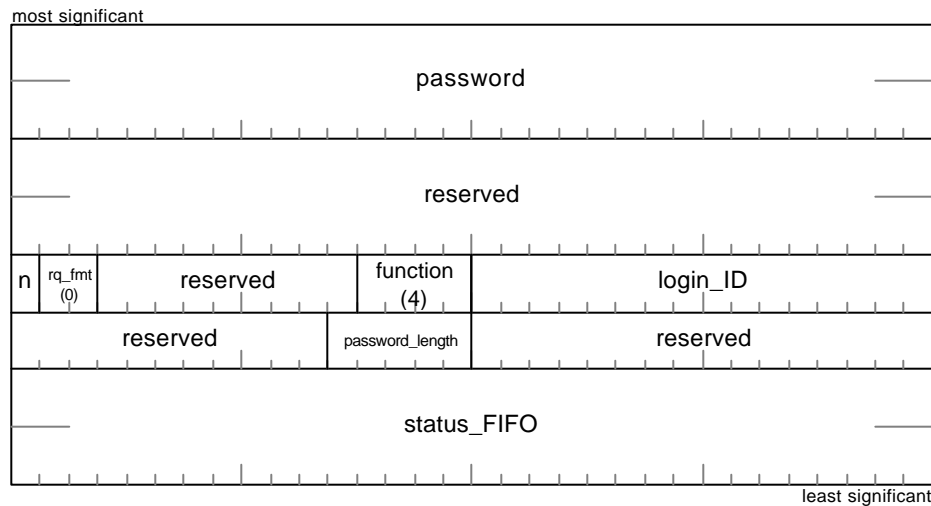 most significant
password
reserved
n rq_fmt (0) reserved function (4) login_ID
reserved password_length reserved
status_FIFO
least significant